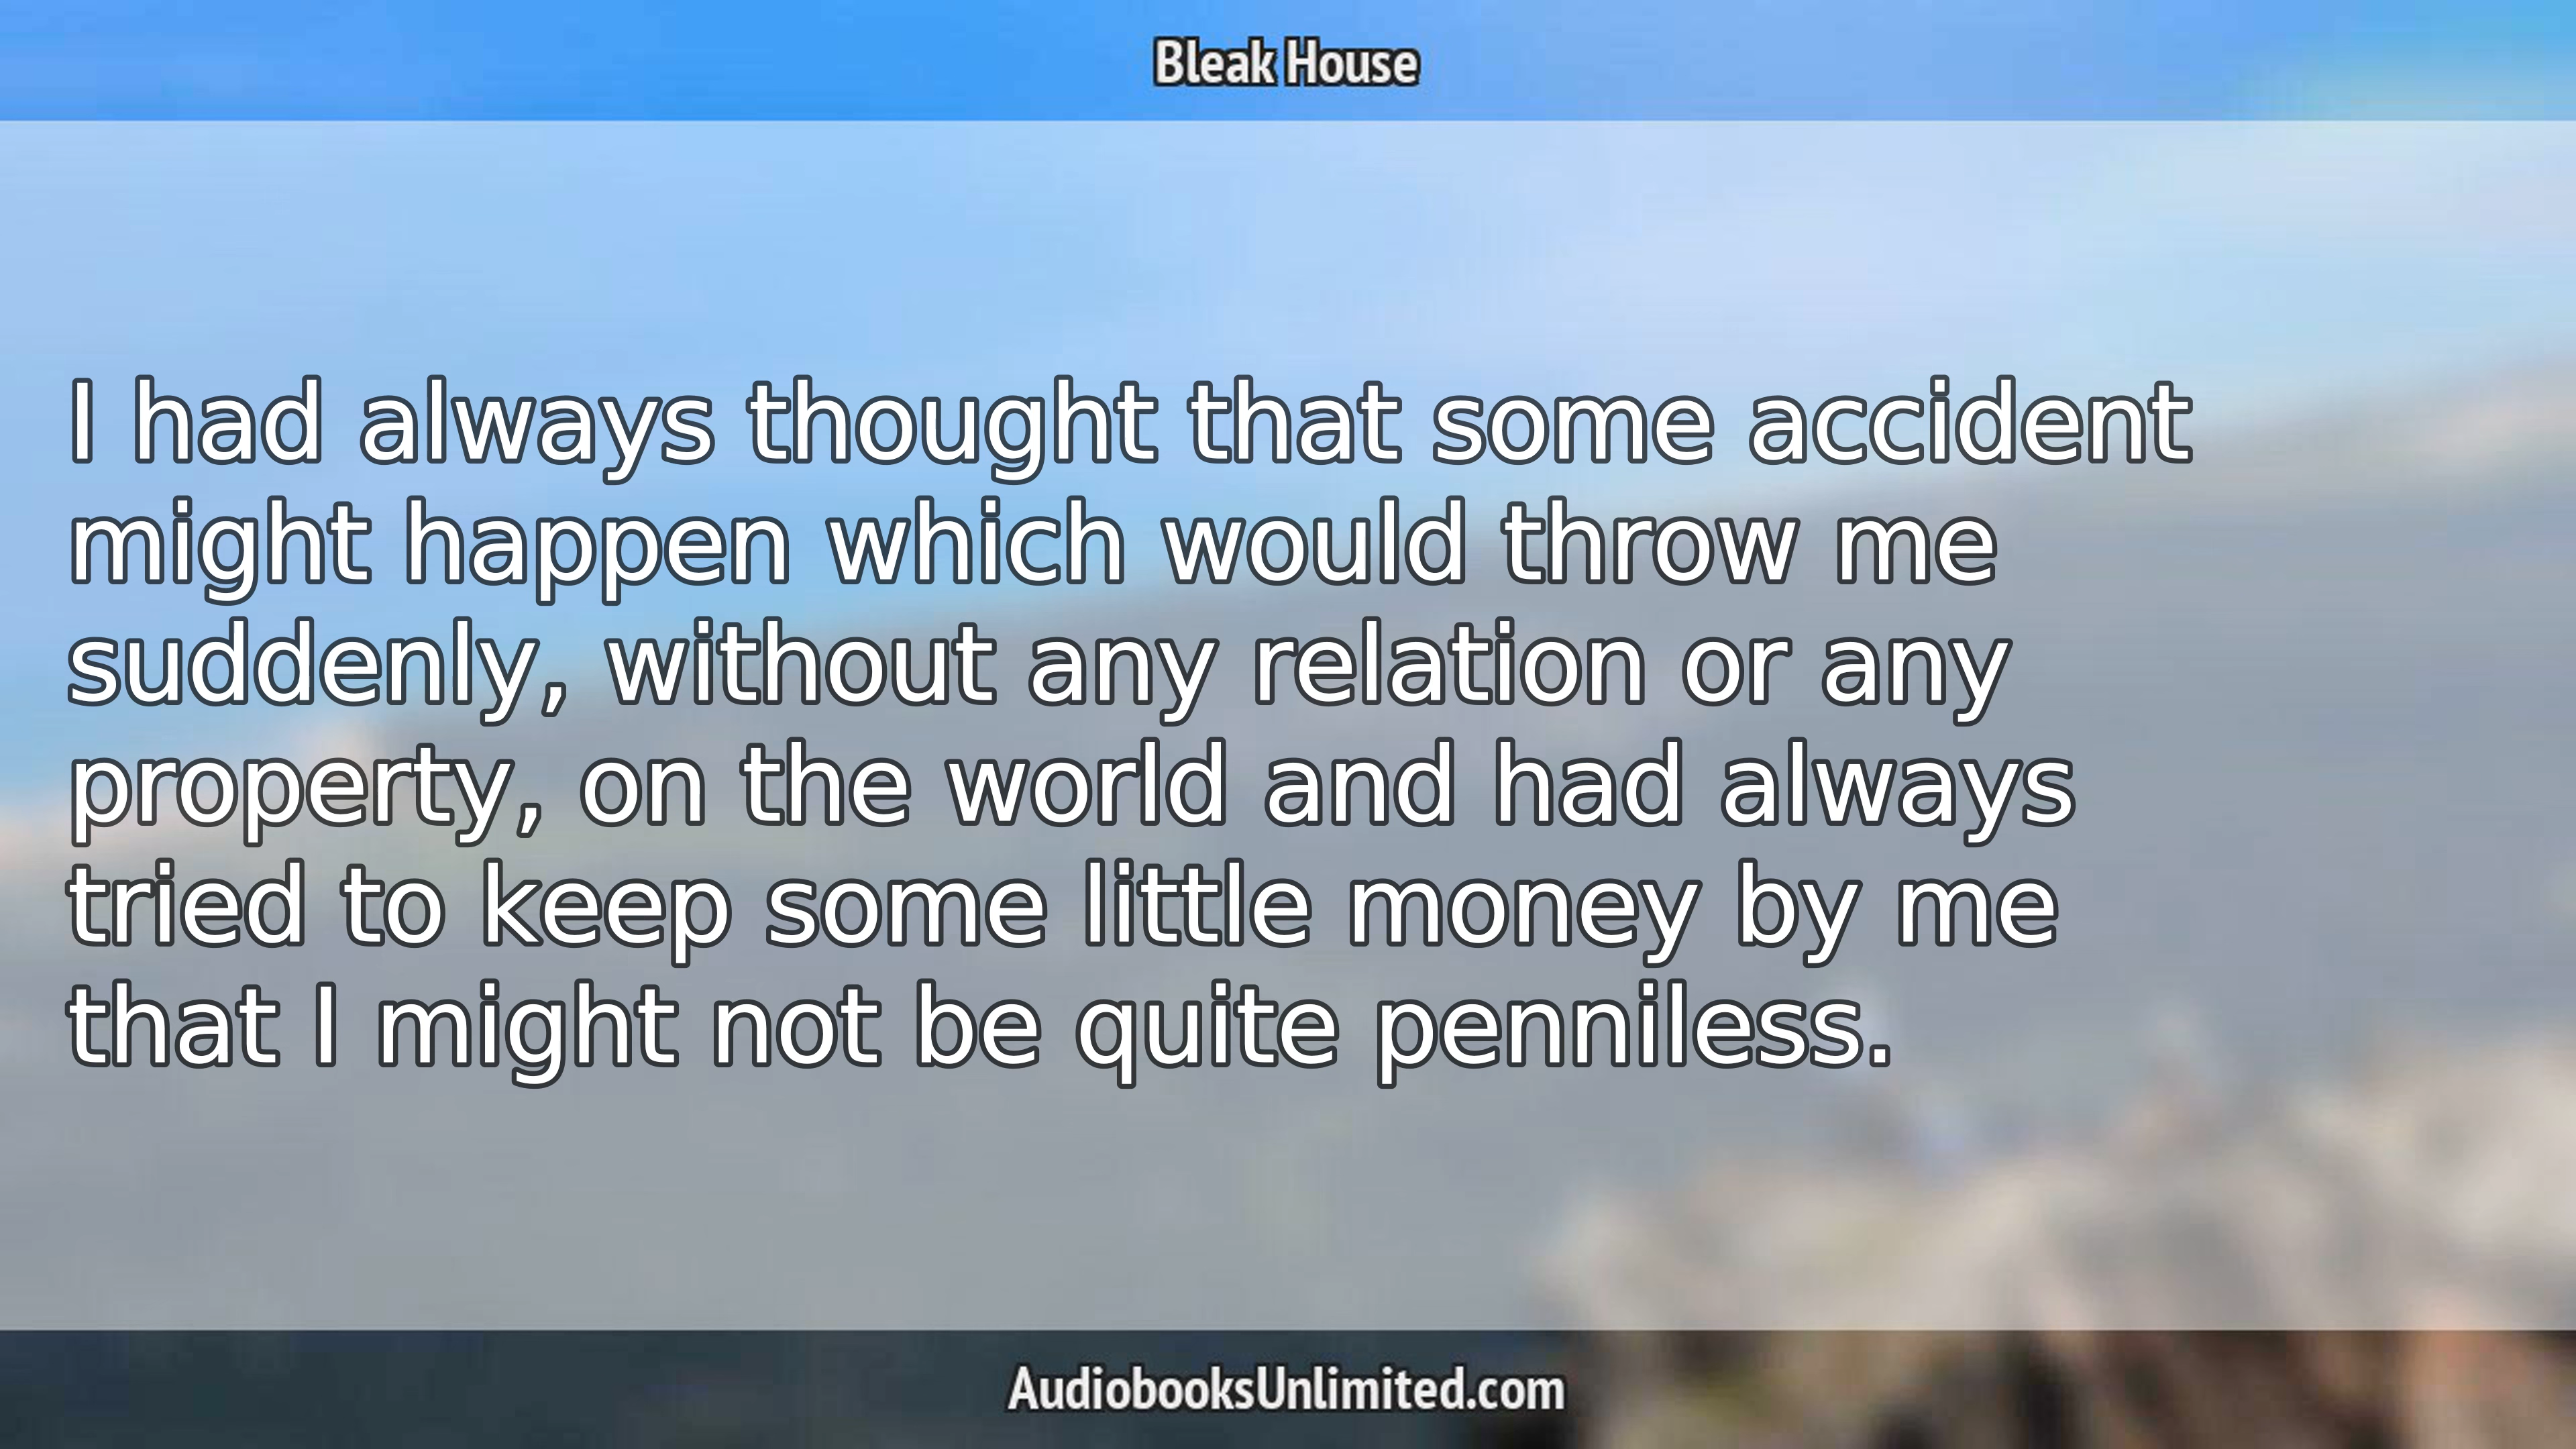 Bleak House
I had always thought that some accident
might happen which would throw me
suddenly, without any relation or any
property, on the world and had always
tried to keep some little money by me
that I might not be quite penniless.
AudiobooksUnlimited.com